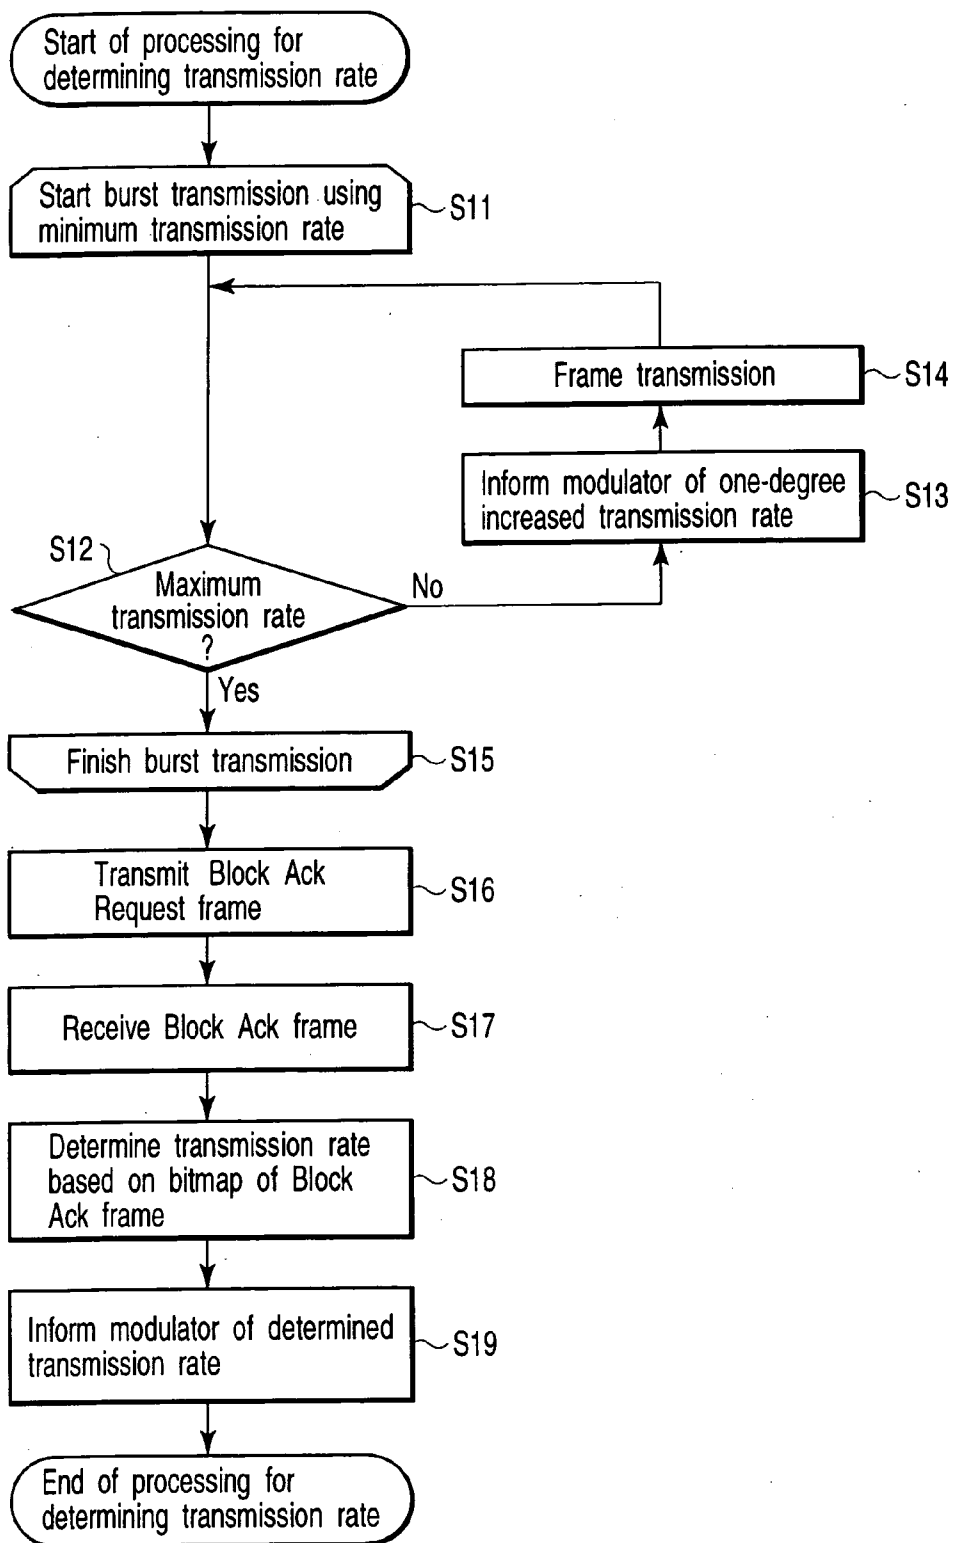 Start of processing for
determining transmission rate
Start burst transmission using
minimum transmission rate
S11
Frame transmission
S14
Inform modulator of one-degree
increased transmission rate
S13
S12
Maximum
transmission rate
?
No
Yes
Finish burst transmission
S15
Transmit Block Ack
Request frame
S16
Receive Block Ack frame
S17
Determine transmission rate
based on bitmap of Block
Ack frame
S18
Inform modulator of determined
transmission rate
S19
End of processing for
determining transmission rate